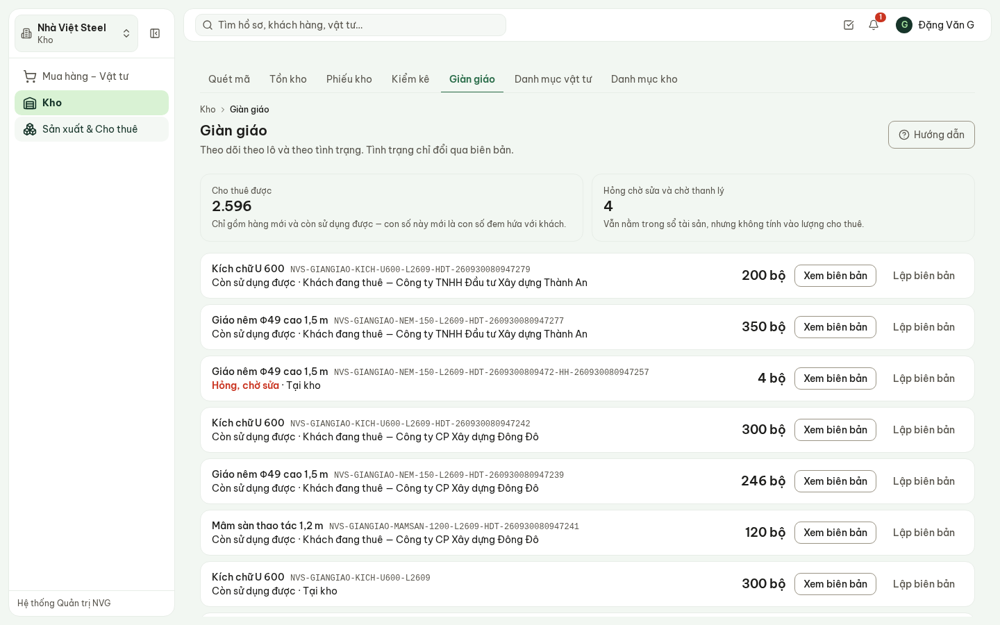 Nhà Việt Steel
Kho
Tìm hồ sơ, khách hàng, vật tư...
1
G
Đặng Văn G
Mua hàng – Vật tư
Kho
Sản xuất & Cho thuê
Quét mã
Tồn kho
Phiếu kho
Kiểm kê
Giàn giáo
Danh mục vật tư
Danh mục kho
Kho > Giàn giáo
Giàn giáo
Theo dõi theo lô và theo tình trạng. Tình trạng chỉ đổi qua biên bản.
Hướng dẫn
Cho thuê được
2.596
Chỉ gồm hàng mới và còn sử dụng được — con số này mới là con số đem hứa với khách.
Hỏng chờ sửa và chờ thanh lý
4
Vẫn nằm trong sổ tài sản, nhưng không tính vào lượng cho thuê.
Kích chữ U 600 NVS-GIANGIAO-KICH-U600-L2609-HDT-260930080947279
Còn sử dụng được · Khách đang thuê — Công ty TNHH Đầu tư Xây dựng Thành An
200 bộ Xem biên bản Lập biên bản
Giáo nêm Φ49 cao 1,5 m NVS-GIANGIAO-NEM-150-L2609-HDT-260930080947277
Còn sử dụng được · Khách đang thuê — Công ty TNHH Đầu tư Xây dựng Thành An
350 bộ Xem biên bản Lập biên bản
Giáo nêm Φ49 cao 1,5 m NVS-GIANGIAO-NEM-150-L2609-HDT-2609300809472-HH-260930080947257
Hỏng, chờ sửa · Tại kho
4 bộ Xem biên bản Lập biên bản
Kích chữ U 600 NVS-GIANGIAO-KICH-U600-L2609-HDT-260930080947242
Còn sử dụng được · Khách đang thuê — Công ty CP Xây dựng Đông Đô
300 bộ Xem biên bản Lập biên bản
Giáo nêm Φ49 cao 1,5 m NVS-GIANGIAO-NEM-150-L2609-HDT-260930080947239
Còn sử dụng được · Khách đang thuê — Công ty CP Xây dựng Đông Đô
246 bộ Xem biên bản Lập biên bản
Mâm sàn thao tác 1,2 m NVS-GIANGIAO-MAMSAN-1200-L2609-HDT-260930080947241
Còn sử dụng được · Khách đang thuê — Công ty CP Xây dựng Đông Đô
120 bộ Xem biên bản Lập biên bản
Kích chữ U 600 NVS-GIANGIAO-KICH-U600-L2609
Còn sử dụng được · Tại kho
300 bộ Xem biên bản Lập biên bản
Hệ thống Quản trị NVG